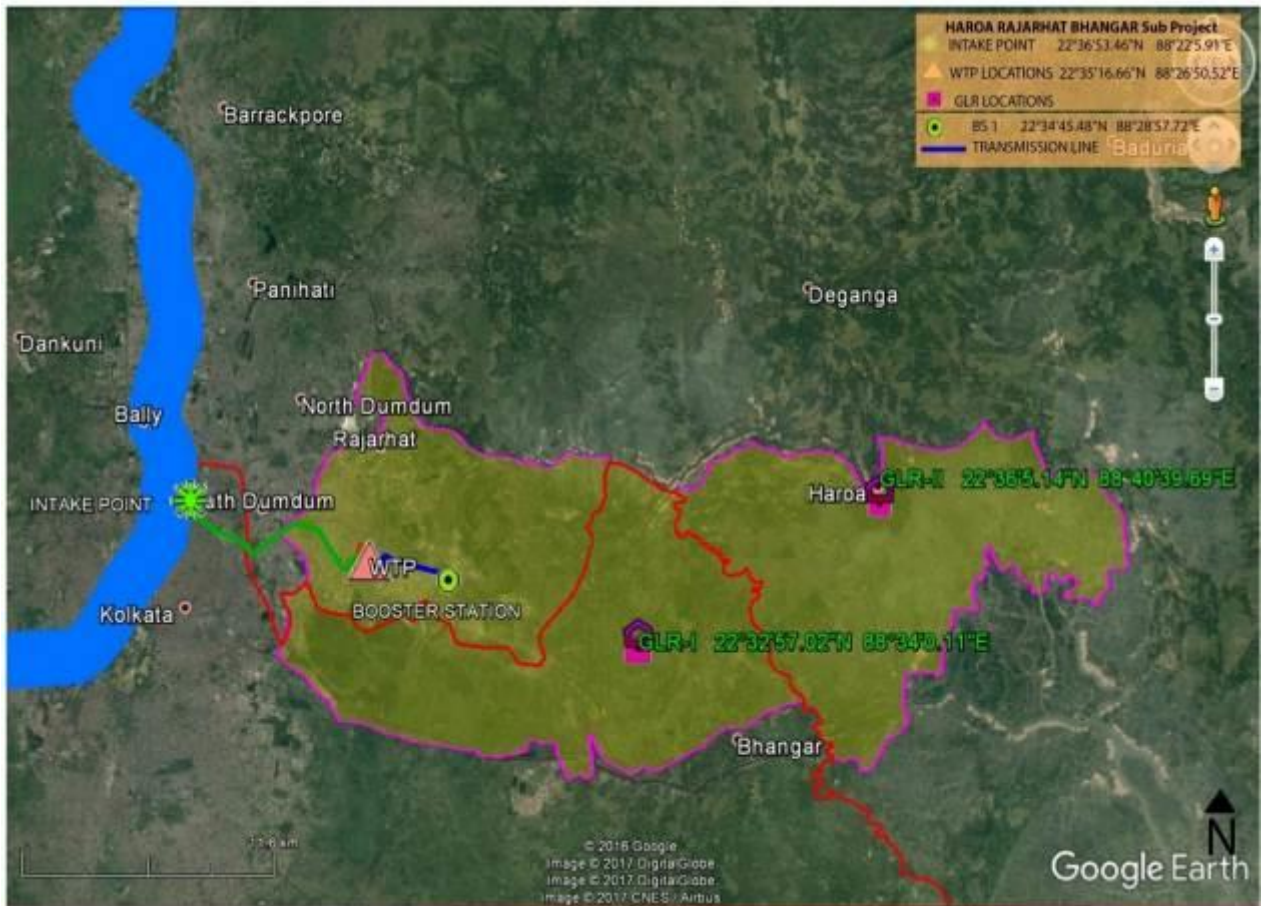 HAROA RAJARHAT BHANGAR Sub Project
INTAKE POINT 22°36'53.46"N 88°22'5.91"E
WTP LOCATIONS 22°35'16.66"N 88°26'50.52"E
GLR LOCATIONS
BS 1 22°34'45.48"N 88°28'57.72"E
TRANSMISSION LINE
Baduria
Barrackpore
Panihati
Deganga
Dankuni
North Dumdum
Bally
Rajarhat
Haroa
GLR-II 22°36'5.14"N 88°40'39.69"E
INTAKE POINT
ath Dumdum
WTP
Kolkata
BOOSTER STATION
GLR-I 22°32'57.02"N 88°34'0.11"E
Bhangar
11.6 km
N
© 2016 Google
Image © 2017 DigitalGlobe
Image © 2017 DigitalGlobe
Image © 2017 CNES / Airbus
Google Earth